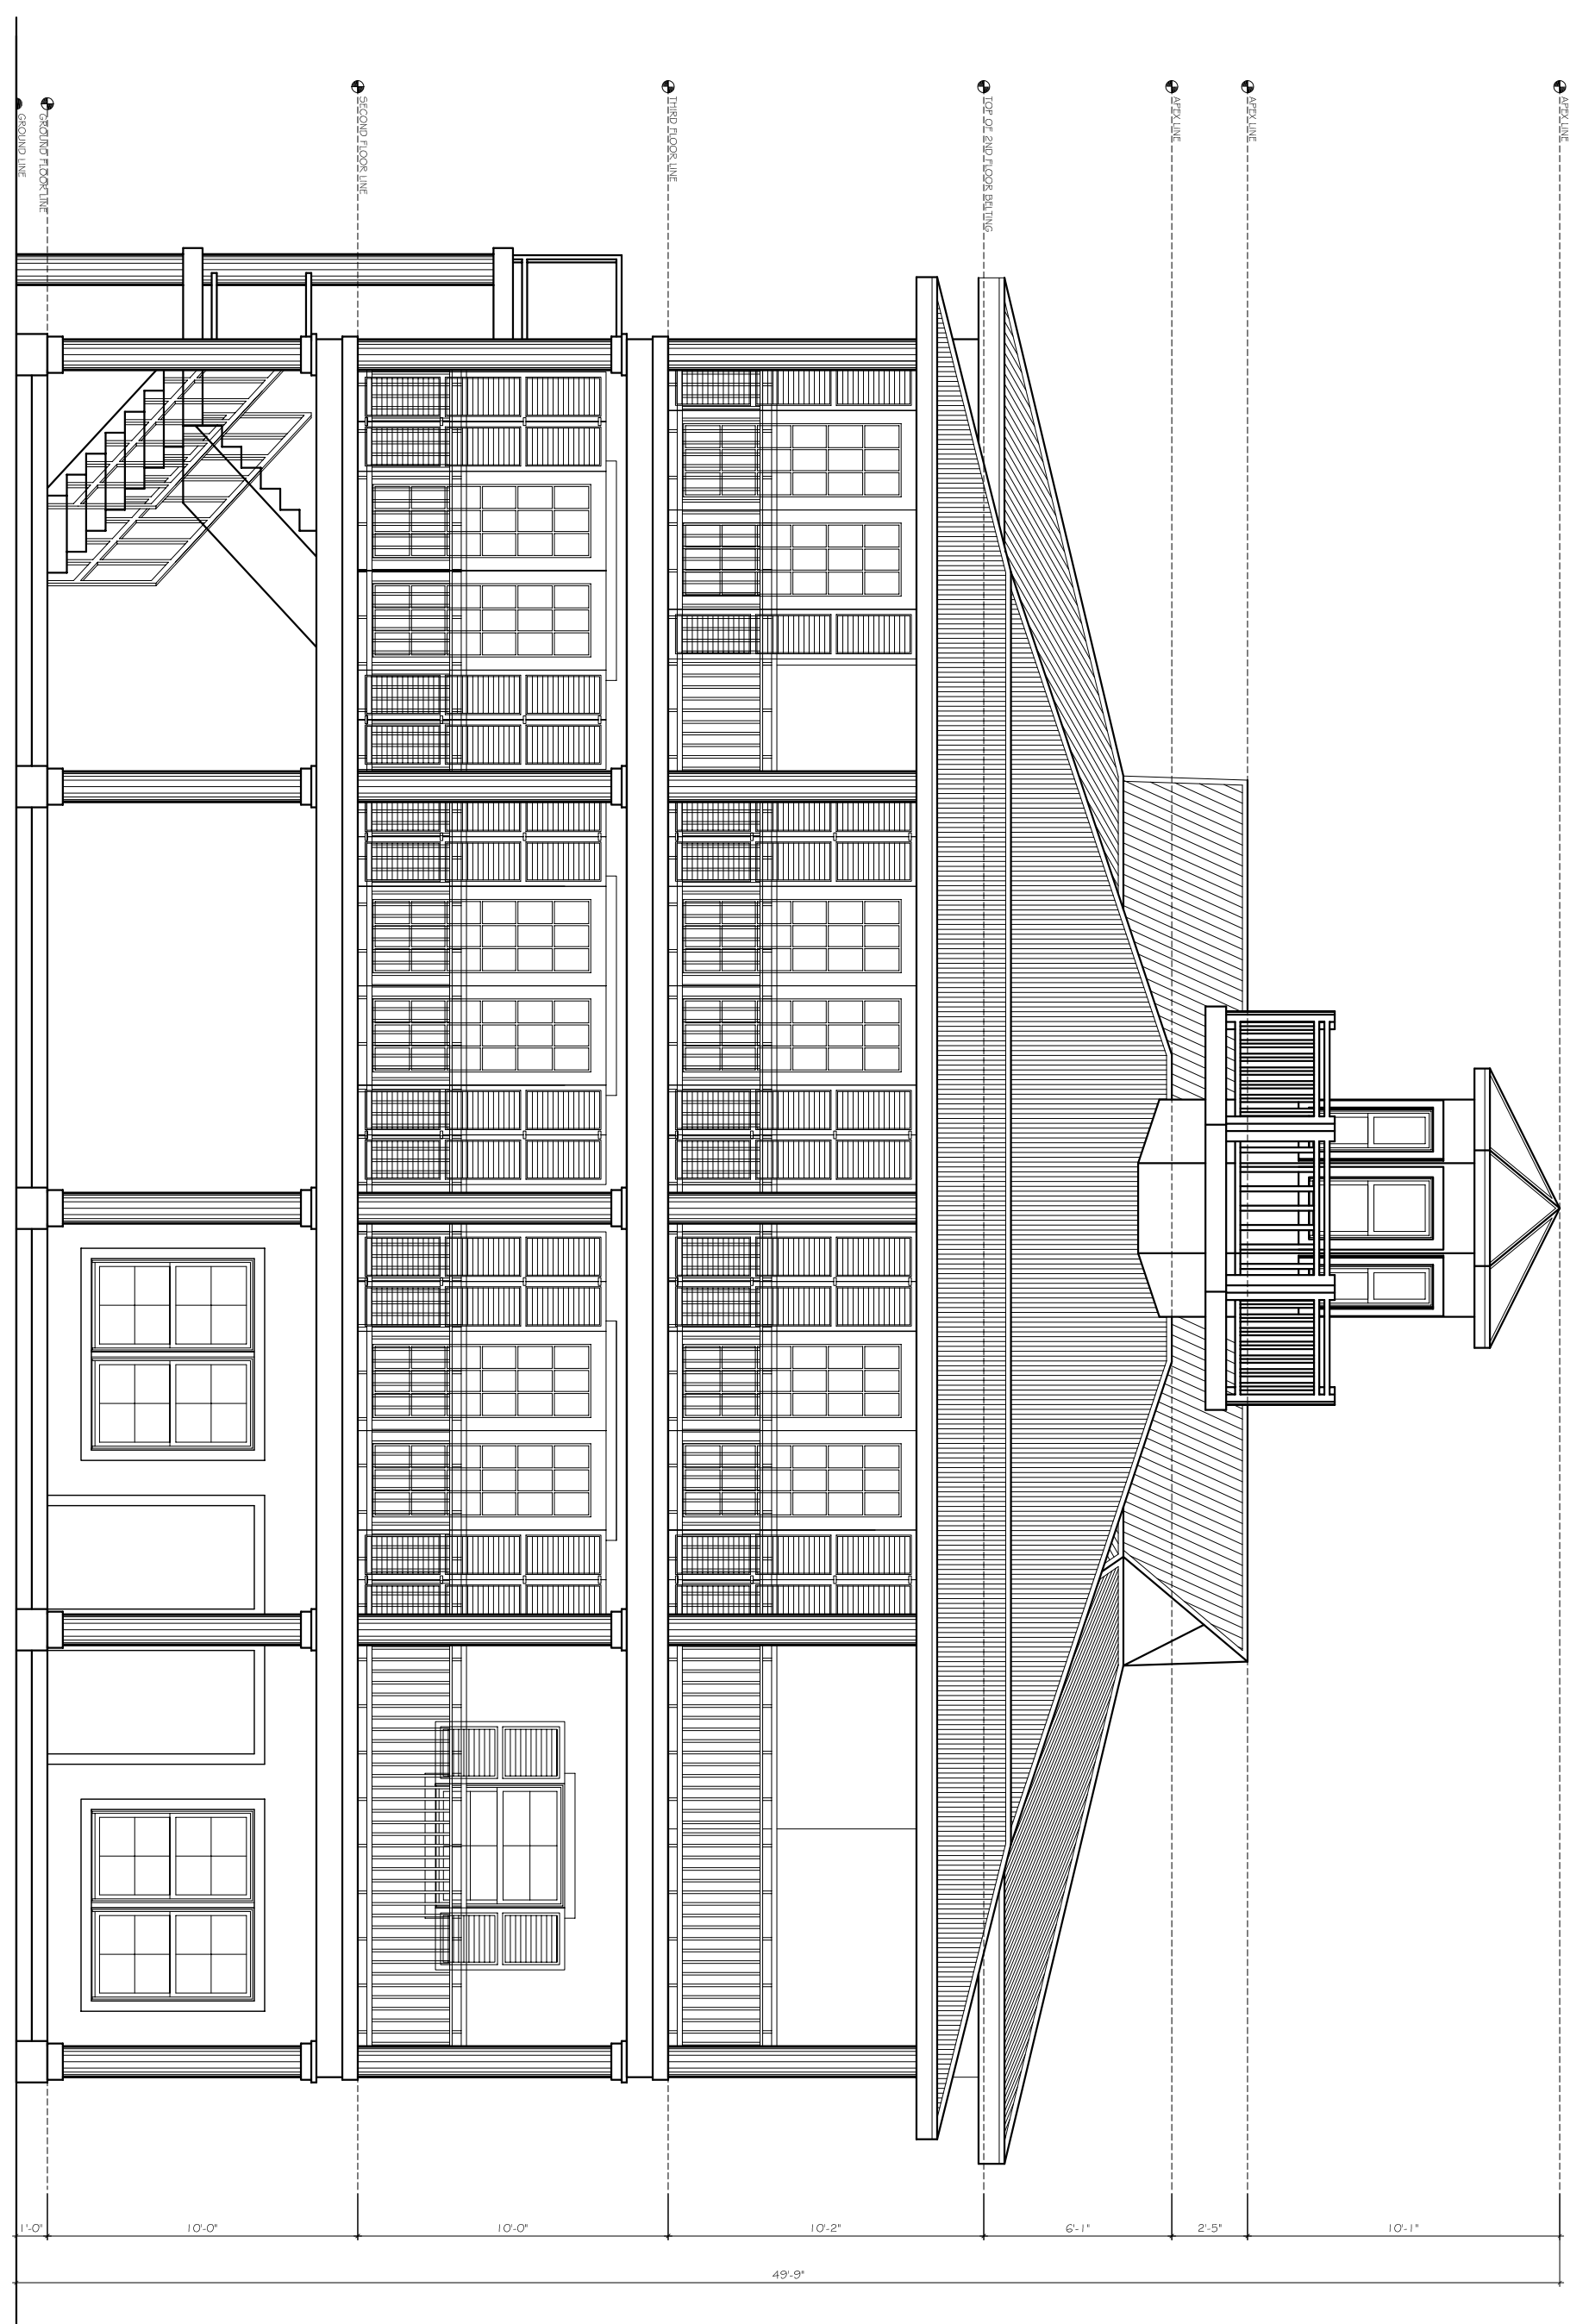 GROUND LINE
GROUND FLOOR LINE
SECOND FLOOR LINE
THIRD FLOOR LINE
TOP OF 2ND FLOOR BELTING
APEX LINE
APEX LINE
APEX LINE
1'-0"
10'-0"
10'-0"
10'-2"
6'-1"
2'-5"
10'-1"
49'-9"